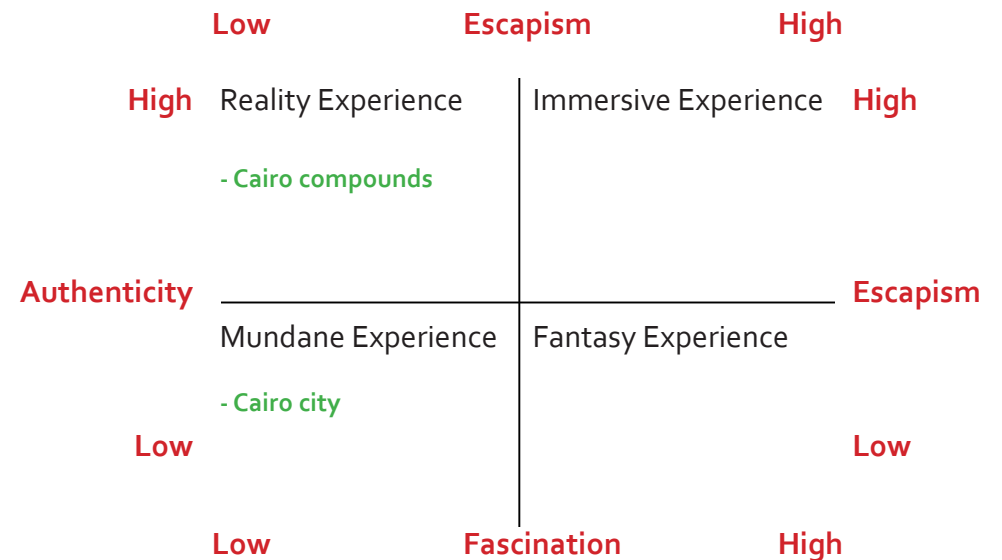 Low Escapism High
High Reality Experience Immersive Experience High
- Cairo compounds
Authenticity Escapism
Mundane Experience Fantasy Experience
- Cairo city
Low Low
Low Fascination High